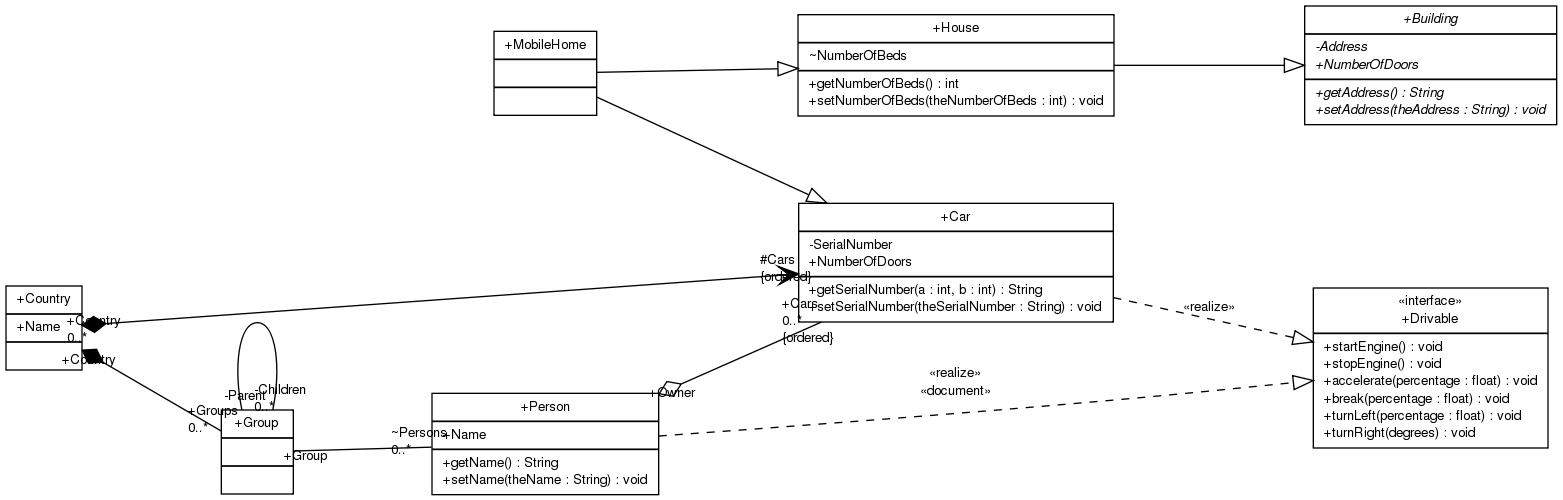 +MobileHome
+House
~NumberOfBeds
+getNumberOfBeds() : int
+setNumberOfBeds(theNumberOfBeds : int) : void
+Building
-Address
+NumberOfDoors
+getAddress() : String
+setAddress(theAddress : String) : void
+Car
-SerialNumber
+NumberOfDoors
+getSerialNumber(a : int, b : int) : String
+setSerialNumber(theSerialNumber : String) : void
#Cars
{ordered}
+Cars
0..*
{ordered}
+Country
+Name
+Country
0..*
+Country
«realize»
«interface»
+Drivable
+startEngine() : void
+stopEngine() : void
+accelerate(percentage : float) : void
+break(percentage : float) : void
+turnLeft(percentage : float) : void
+turnRight(degrees) : void
«realize»
«document»
-Parent
-Children
0..*
+Groups
0..*
+Group
+Group
~Persons
0..*
+Owner
+Person
+Name
+getName() : String
+setName(theName : String) : void